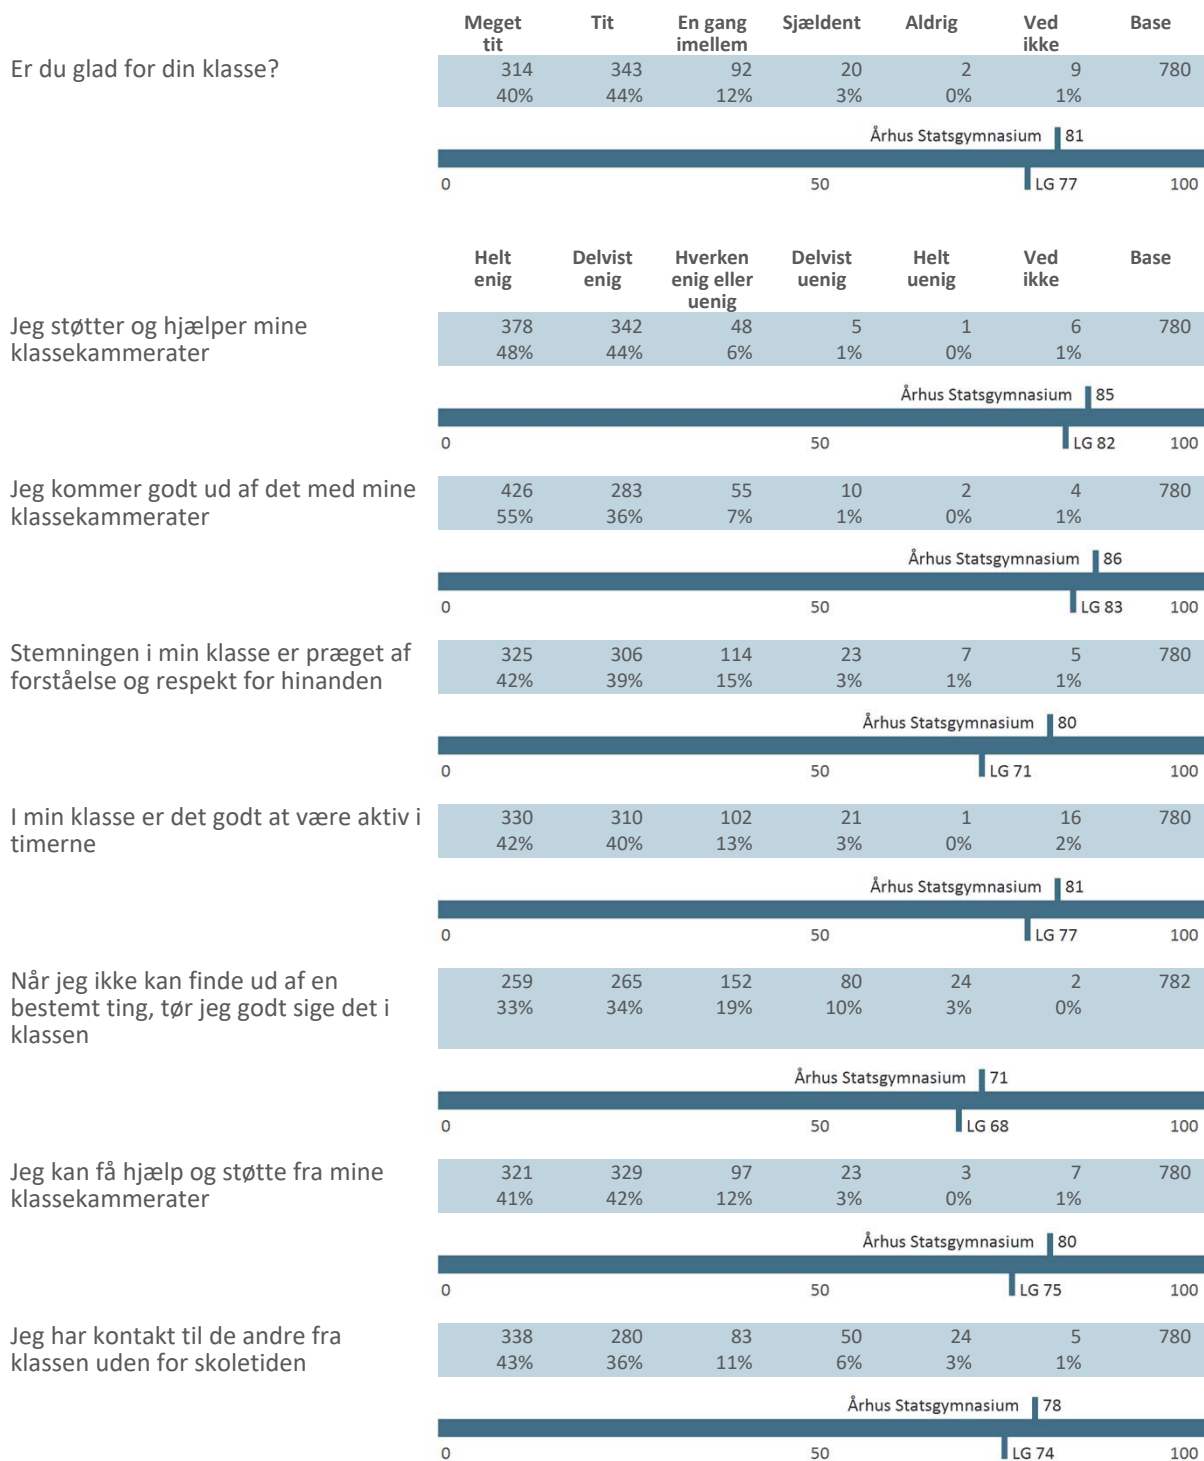 Meget tit Tit En gang imellem Sjældent Aldrig Ved ikke Base
Er du glad for din klasse? 314 343 92 20 2 9 780
40% 44% 12% 3% 0% 1%
Århus Statsgymnasium 81
0 50 LG 77 100
Helt enig Delvist enig Hverken enig eller uenig Delvist uenig Helt uenig Ved ikke Base
Jeg støtter og hjælper mine 378 342 48 5 1 6 780
klassekammerater 48% 44% 6% 1% 0% 1%
Århus Statsgymnasium 85
0 50 LG 82 100
Jeg kommer godt ud af det med mine 426 283 55 10 2 4 780
klassekammerater 55% 36% 7% 1% 0% 1%
Århus Statsgymnasium 86
0 50 LG 83 100
Stemningen i min klasse er præget af 325 306 114 23 7 5 780
forståelse og respekt for hinanden 42% 39% 15% 3% 1% 1%
Århus Statsgymnasium 80
0 50 LG 71 100
I min klasse er det godt at være aktiv i 330 310 102 21 1 16 780
timerne 42% 40% 13% 3% 0% 2%
Århus Statsgymnasium 81
0 50 LG 77 100
Når jeg ikke kan finde ud af en 259 265 152 80 24 2 782
bestemt ting, tør jeg godt sige det i 33% 34% 19% 10% 3% 0%
klassen
Århus Statsgymnasium 71
0 50 LG 68 100
Jeg kan få hjælp og støtte fra mine 321 329 97 23 3 7 780
klassekammerater 41% 42% 12% 3% 0% 1%
Århus Statsgymnasium 80
0 50 LG 75 100
Jeg har kontakt til de andre fra 338 280 83 50 24 5 780
klassen uden for skoletiden 43% 36% 11% 6% 3% 1%
Århus Statsgymnasium 78
0 50 LG 74 100